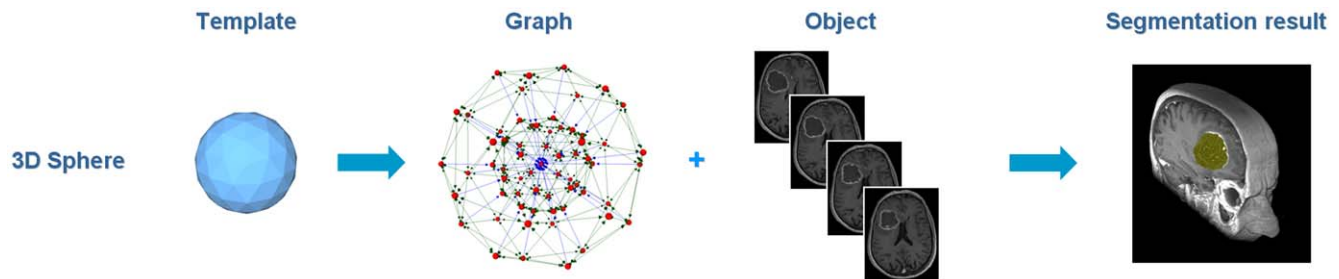 Template
Graph
Object
Segmentation result
3D Sphere
+